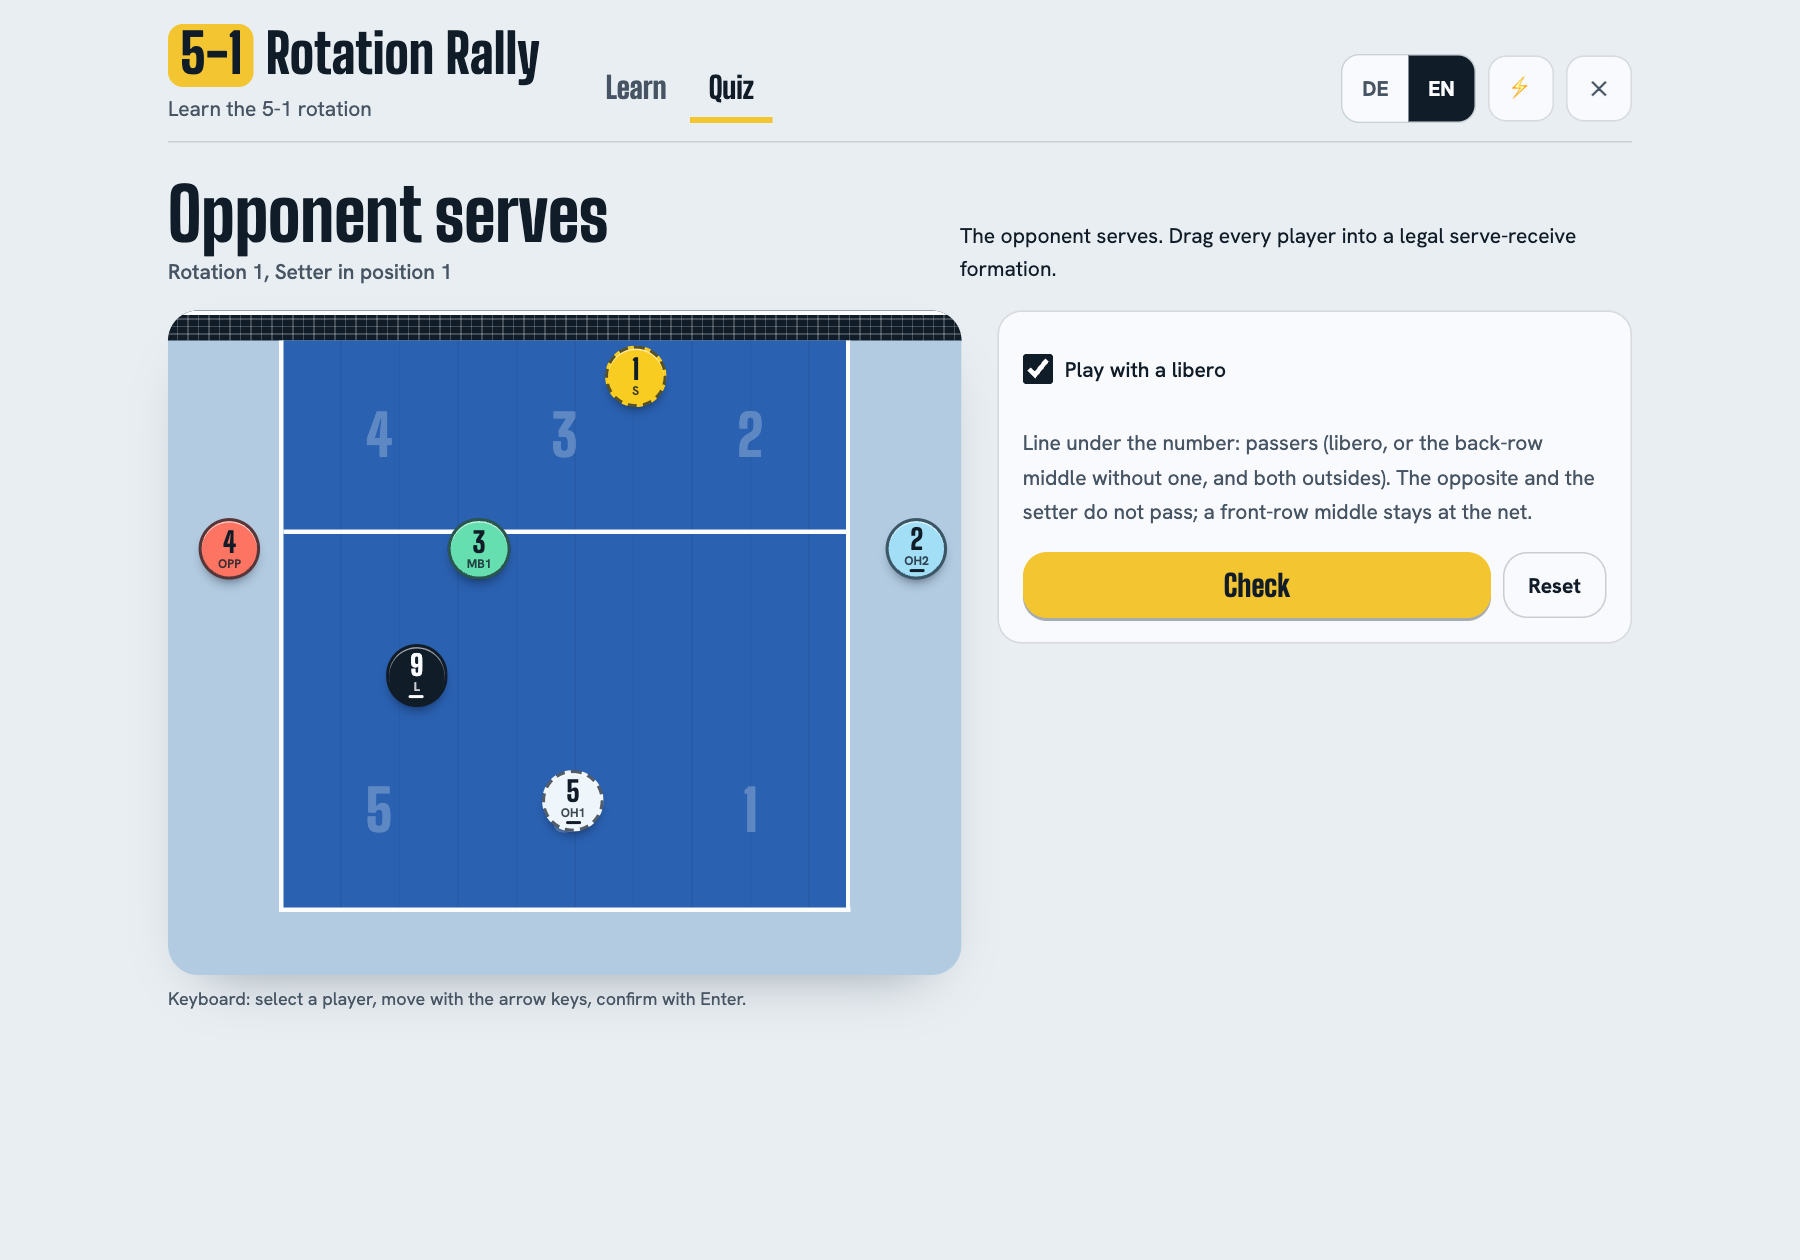 5–1 Rotation Rally
Learn the 5-1 rotation
Learn
Quiz
DE
EN
Opponent serves
Rotation 1, Setter in position 1
The opponent serves. Drag every player into a legal serve-receive
formation.
1
S
4
3
2
4
OPP
3
MB1
2
OH2
9
L
5
OH1
5
1
Play with a libero
Line under the number: passers (libero, or the back-row
middle without one, and both outsides). The opposite and the
setter do not pass; a front-row middle stays at the net.
Check
Reset
Keyboard: select a player, move with the arrow keys, confirm with Enter.